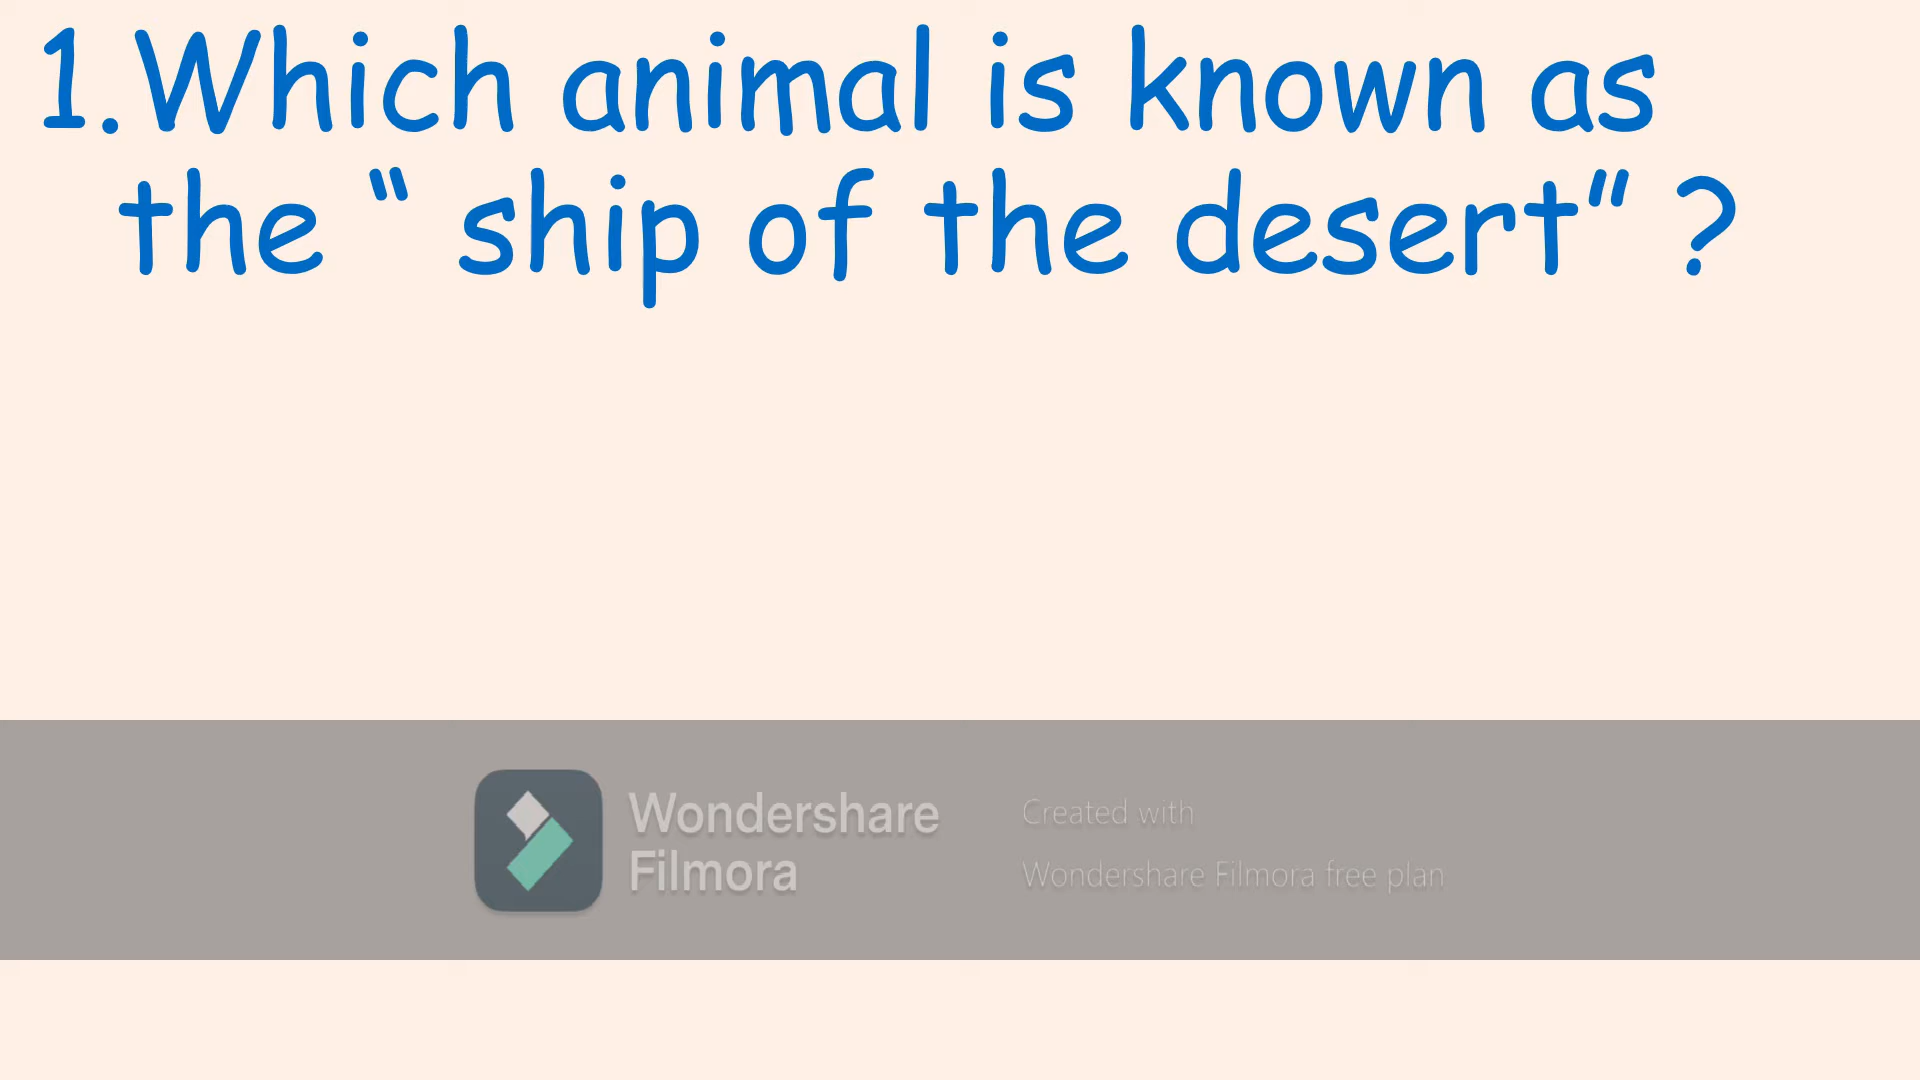 1.Which animal is known as
the “ ship of the desert” ?
Wondershare
Filmora
Created with
Wondershare Filmora free plan